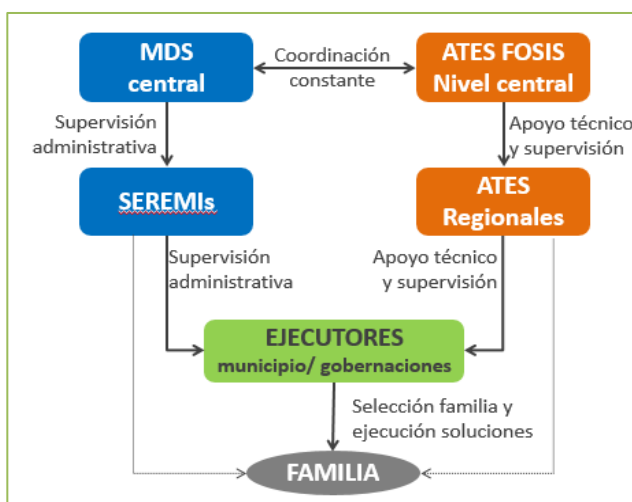 MDS
central
Coordinación
constante
ATES FOSIS
Nivel central
Supervisión
administrativa
Apoyo técnico
y supervisión
SEREMIs
ATES
Regionales
Supervisión
administrativa
Apoyo técnico
y supervisión
EJECUTORES
municipio/ gobernaciones
Selección familia y
ejecución soluciones
FAMILIA